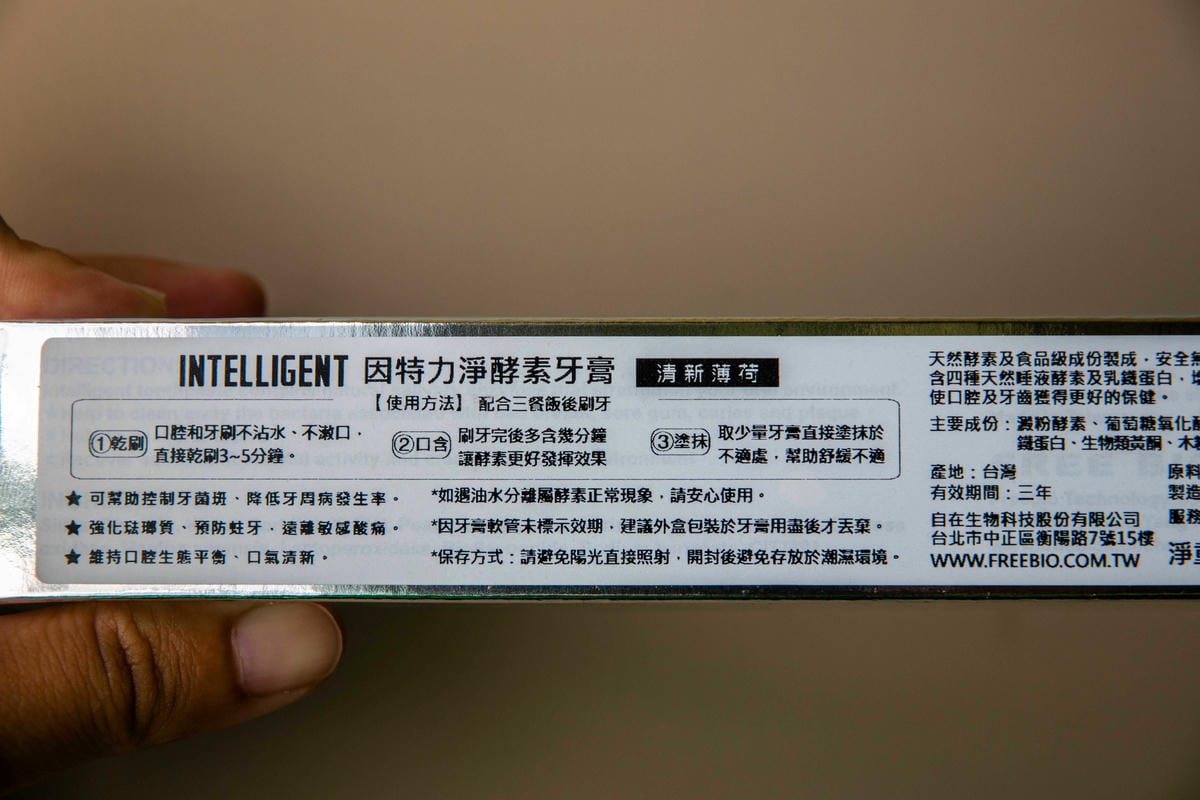 INTELLIGENT 因特力淨酵素牙膏 清新薄荷
【使用方法】 配合三餐飯後刷牙
①乾刷 口腔和牙刷不沾水、不漱口，
直接乾刷3~5分鐘。
②口含 刷牙完後多含幾分鐘
讓酵素更好發揮效果
③塗抹 取少量牙膏直接塗抹於
不適處，幫助舒緩不適
★ 可幫助控制牙菌斑、降低牙周病發生率。
★ 強化琺瑯質、預防蛀牙，遠離敏感酸痛。
★ 維持口腔生態平衡、口氣清新。
*如遇油水分離屬酵素正常現象，請安心使用。
*因牙膏軟管未標示效期，建議外盒包裝於牙膏用盡後才丟棄。
*保存方式：請避免陽光直接照射，開封後避免存放於潮濕環境。
天然酵素及食品級成份製成，安全無
含四種天然唾液酵素及乳鐵蛋白，增
使口腔及牙齒獲得更好的保健。
主要成份：澱粉酵素、葡萄糖氧化酵
鐵蛋白、生物類黃酮、木
產地：台灣 原料
有效期間：三年 製造
自在生物科技股份有限公司 服務
台北市中正區衡陽路7號15樓
WWW.FREEBIO.COM.TW 淨重